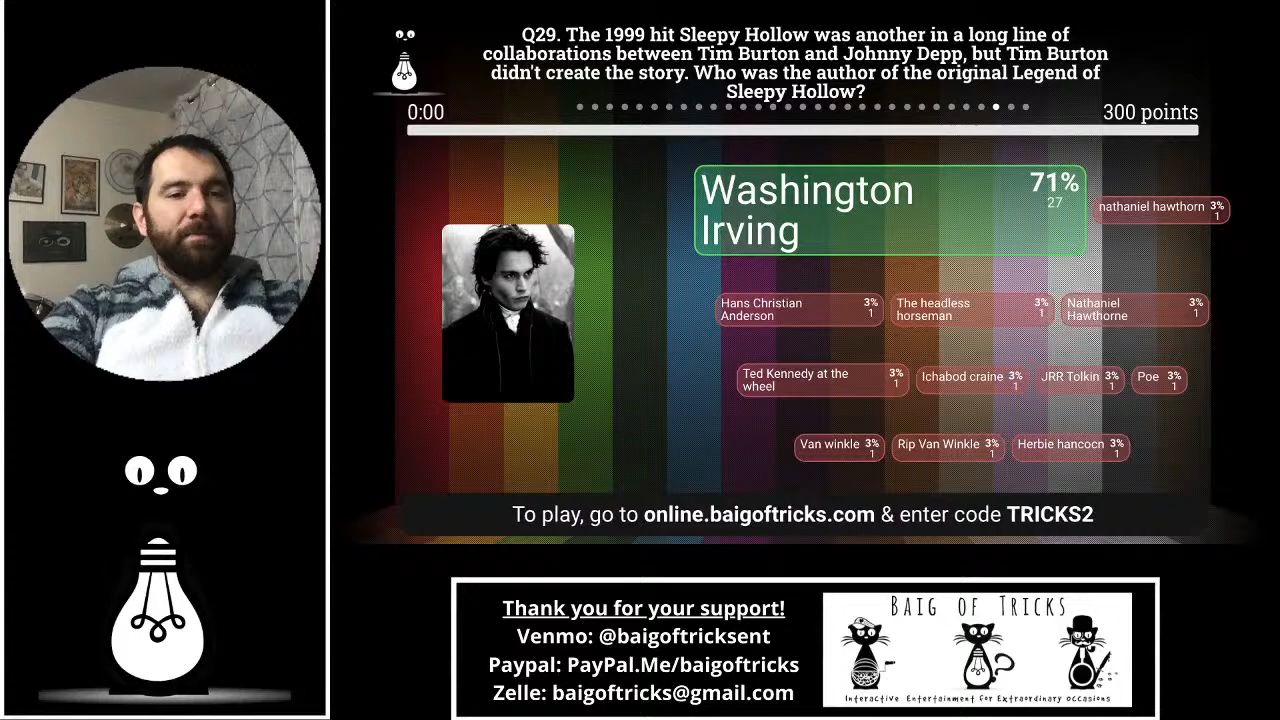 Q29. The 1999 hit Sleepy Hollow was another in a long line of
collaborations between Tim Burton and Johnny Depp, but Tim Burton
didn't create the story. Who was the author of the original Legend of
Sleepy Hollow?
0:00
300 points
Washington
Irving
71%
27
nathaniel hawthorn 3%
1
Hans Christian
Anderson
3%
1
The headless
horseman
3%
1
Nathaniel
Hawthorne
3%
1
Ted Kennedy at the
wheel
3%
1
Ichabod craine 3%
1
JRR Tolkin 3%
1
Poe 3%
1
Van winkle 3%
1
Rip Van Winkle 3%
1
Herbie hancocn 3%
1
To play, go to online.baigoftricks.com & enter code TRICKS2
Thank you for your support!
Venmo: @baigoftricksent
Paypal: PayPal.Me/baigoftricks
Zelle: baigoftricks@gmail.com
BAIG OF TRICKS
Interactive Entertainment for Extraordinary Occasions